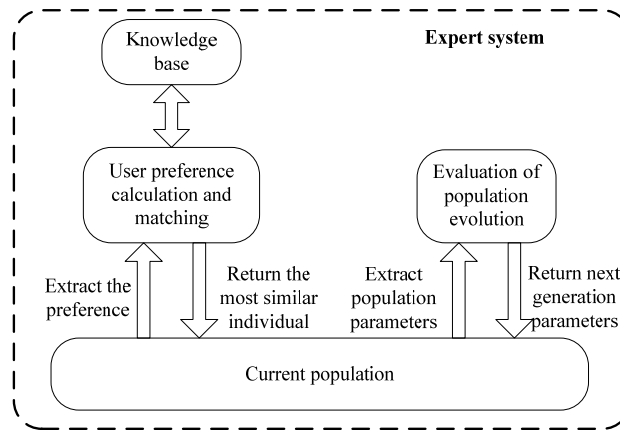 Expert system
Knowledge
base
User preference
calculation and
matching
Evaluation of
population
evolution
Extract the
preference
Return the
most similar
individual
Extract
population
parameters
Return next
generation
parameters
Current population